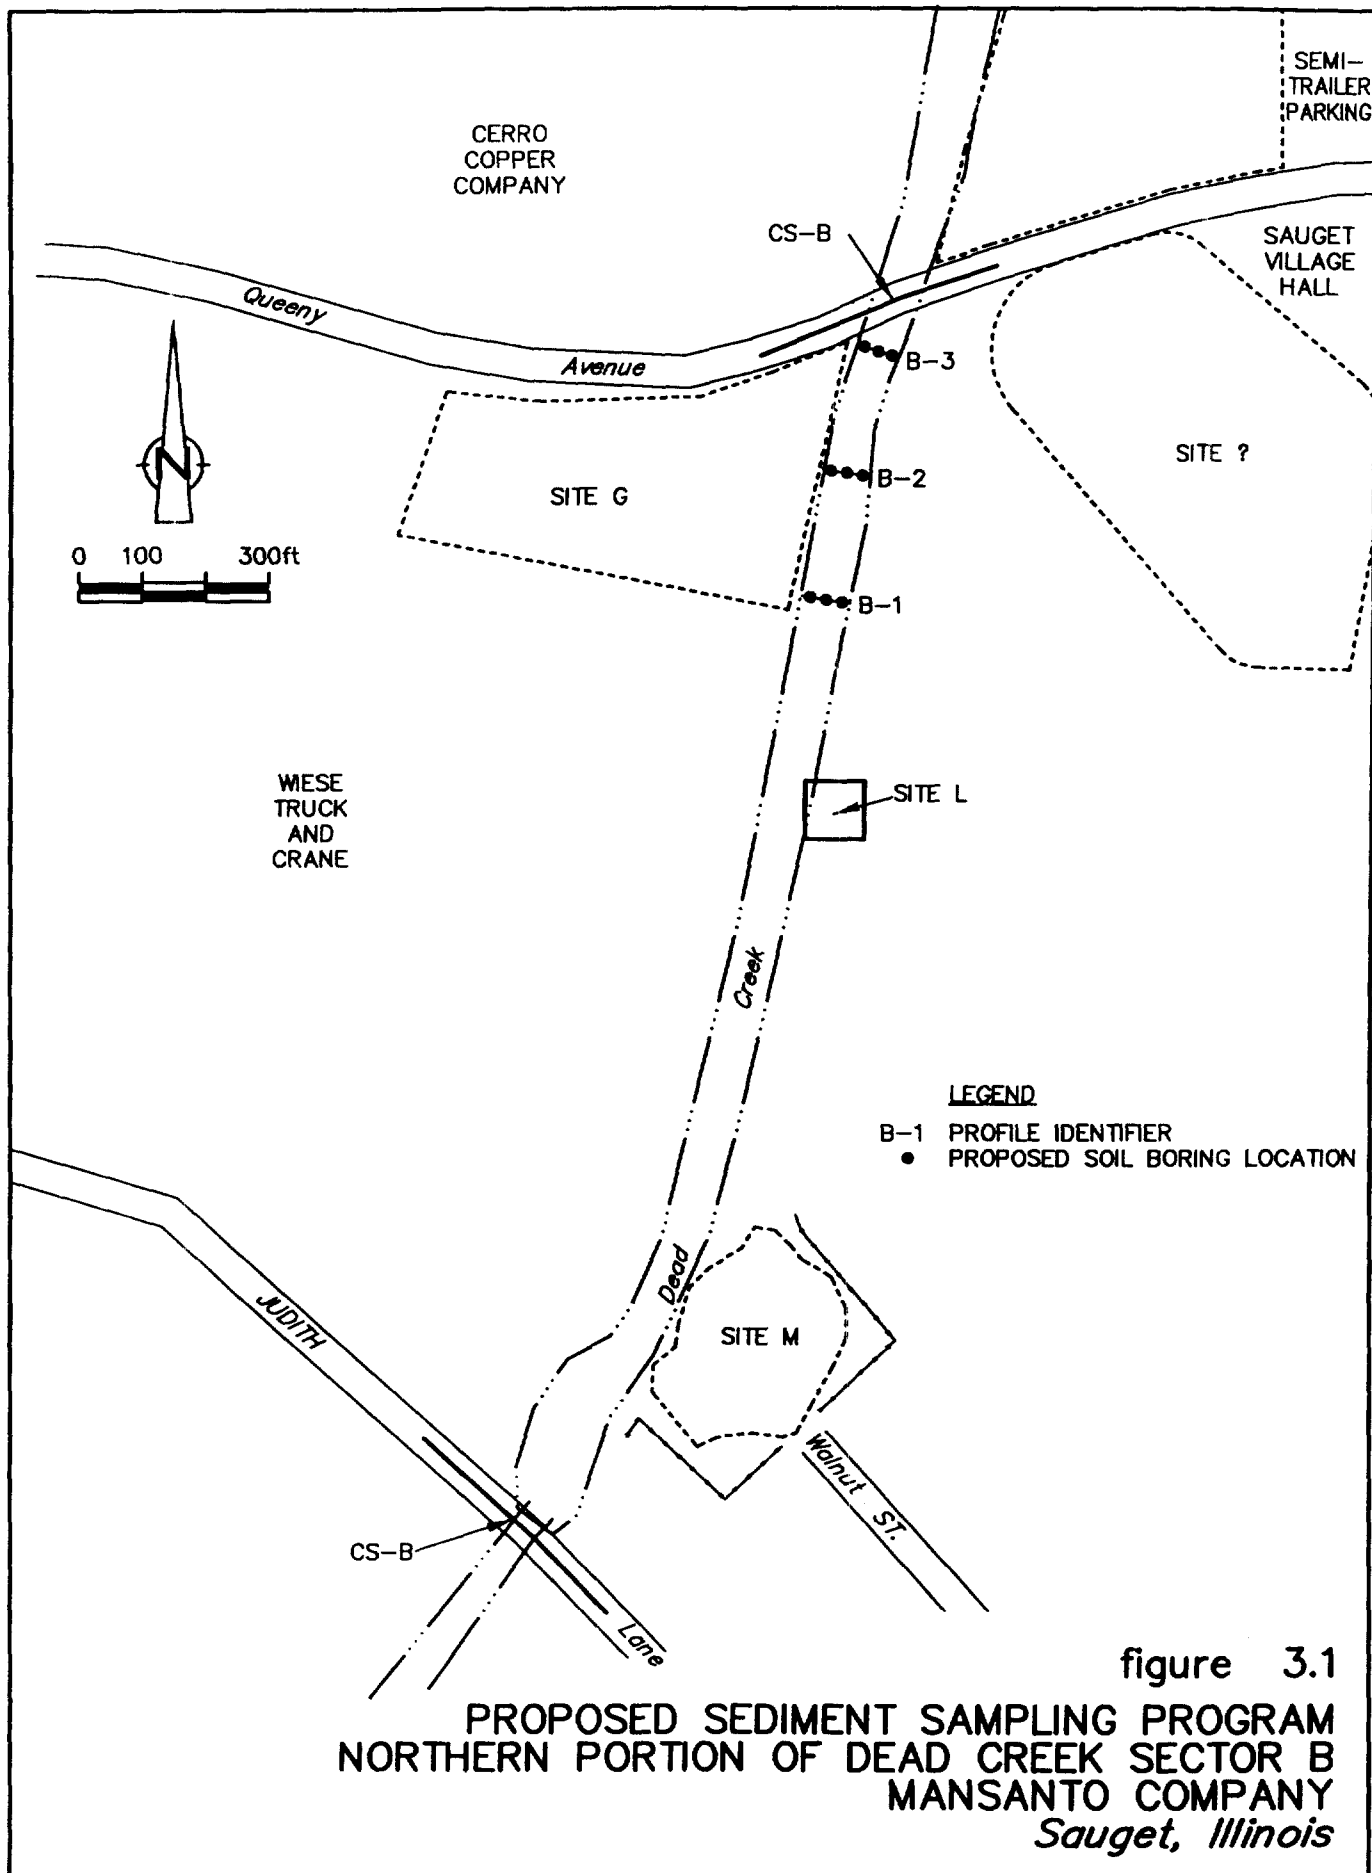 SEMI-
TRAILER
PARKING
CERRO
COPPER
COMPANY
CS-B
SAUGET
VILLAGE
HALL
Queeny
Avenue
B-3
SITE ?
B-2
SITE G
N
0 100 300ft
B-1
WIESE
TRUCK
AND
CRANE
SITE L
Creek
LEGEND
B-1 PROFILE IDENTIFIER
● PROPOSED SOIL BORING LOCATION
Dead
JUDITH
SITE M
Walnut ST.
CS-B
Lane
figure 3.1
PROPOSED SEDIMENT SAMPLING PROGRAM
NORTHERN PORTION OF DEAD CREEK SECTOR B
MANSANTO COMPANY
Sauget, Illinois